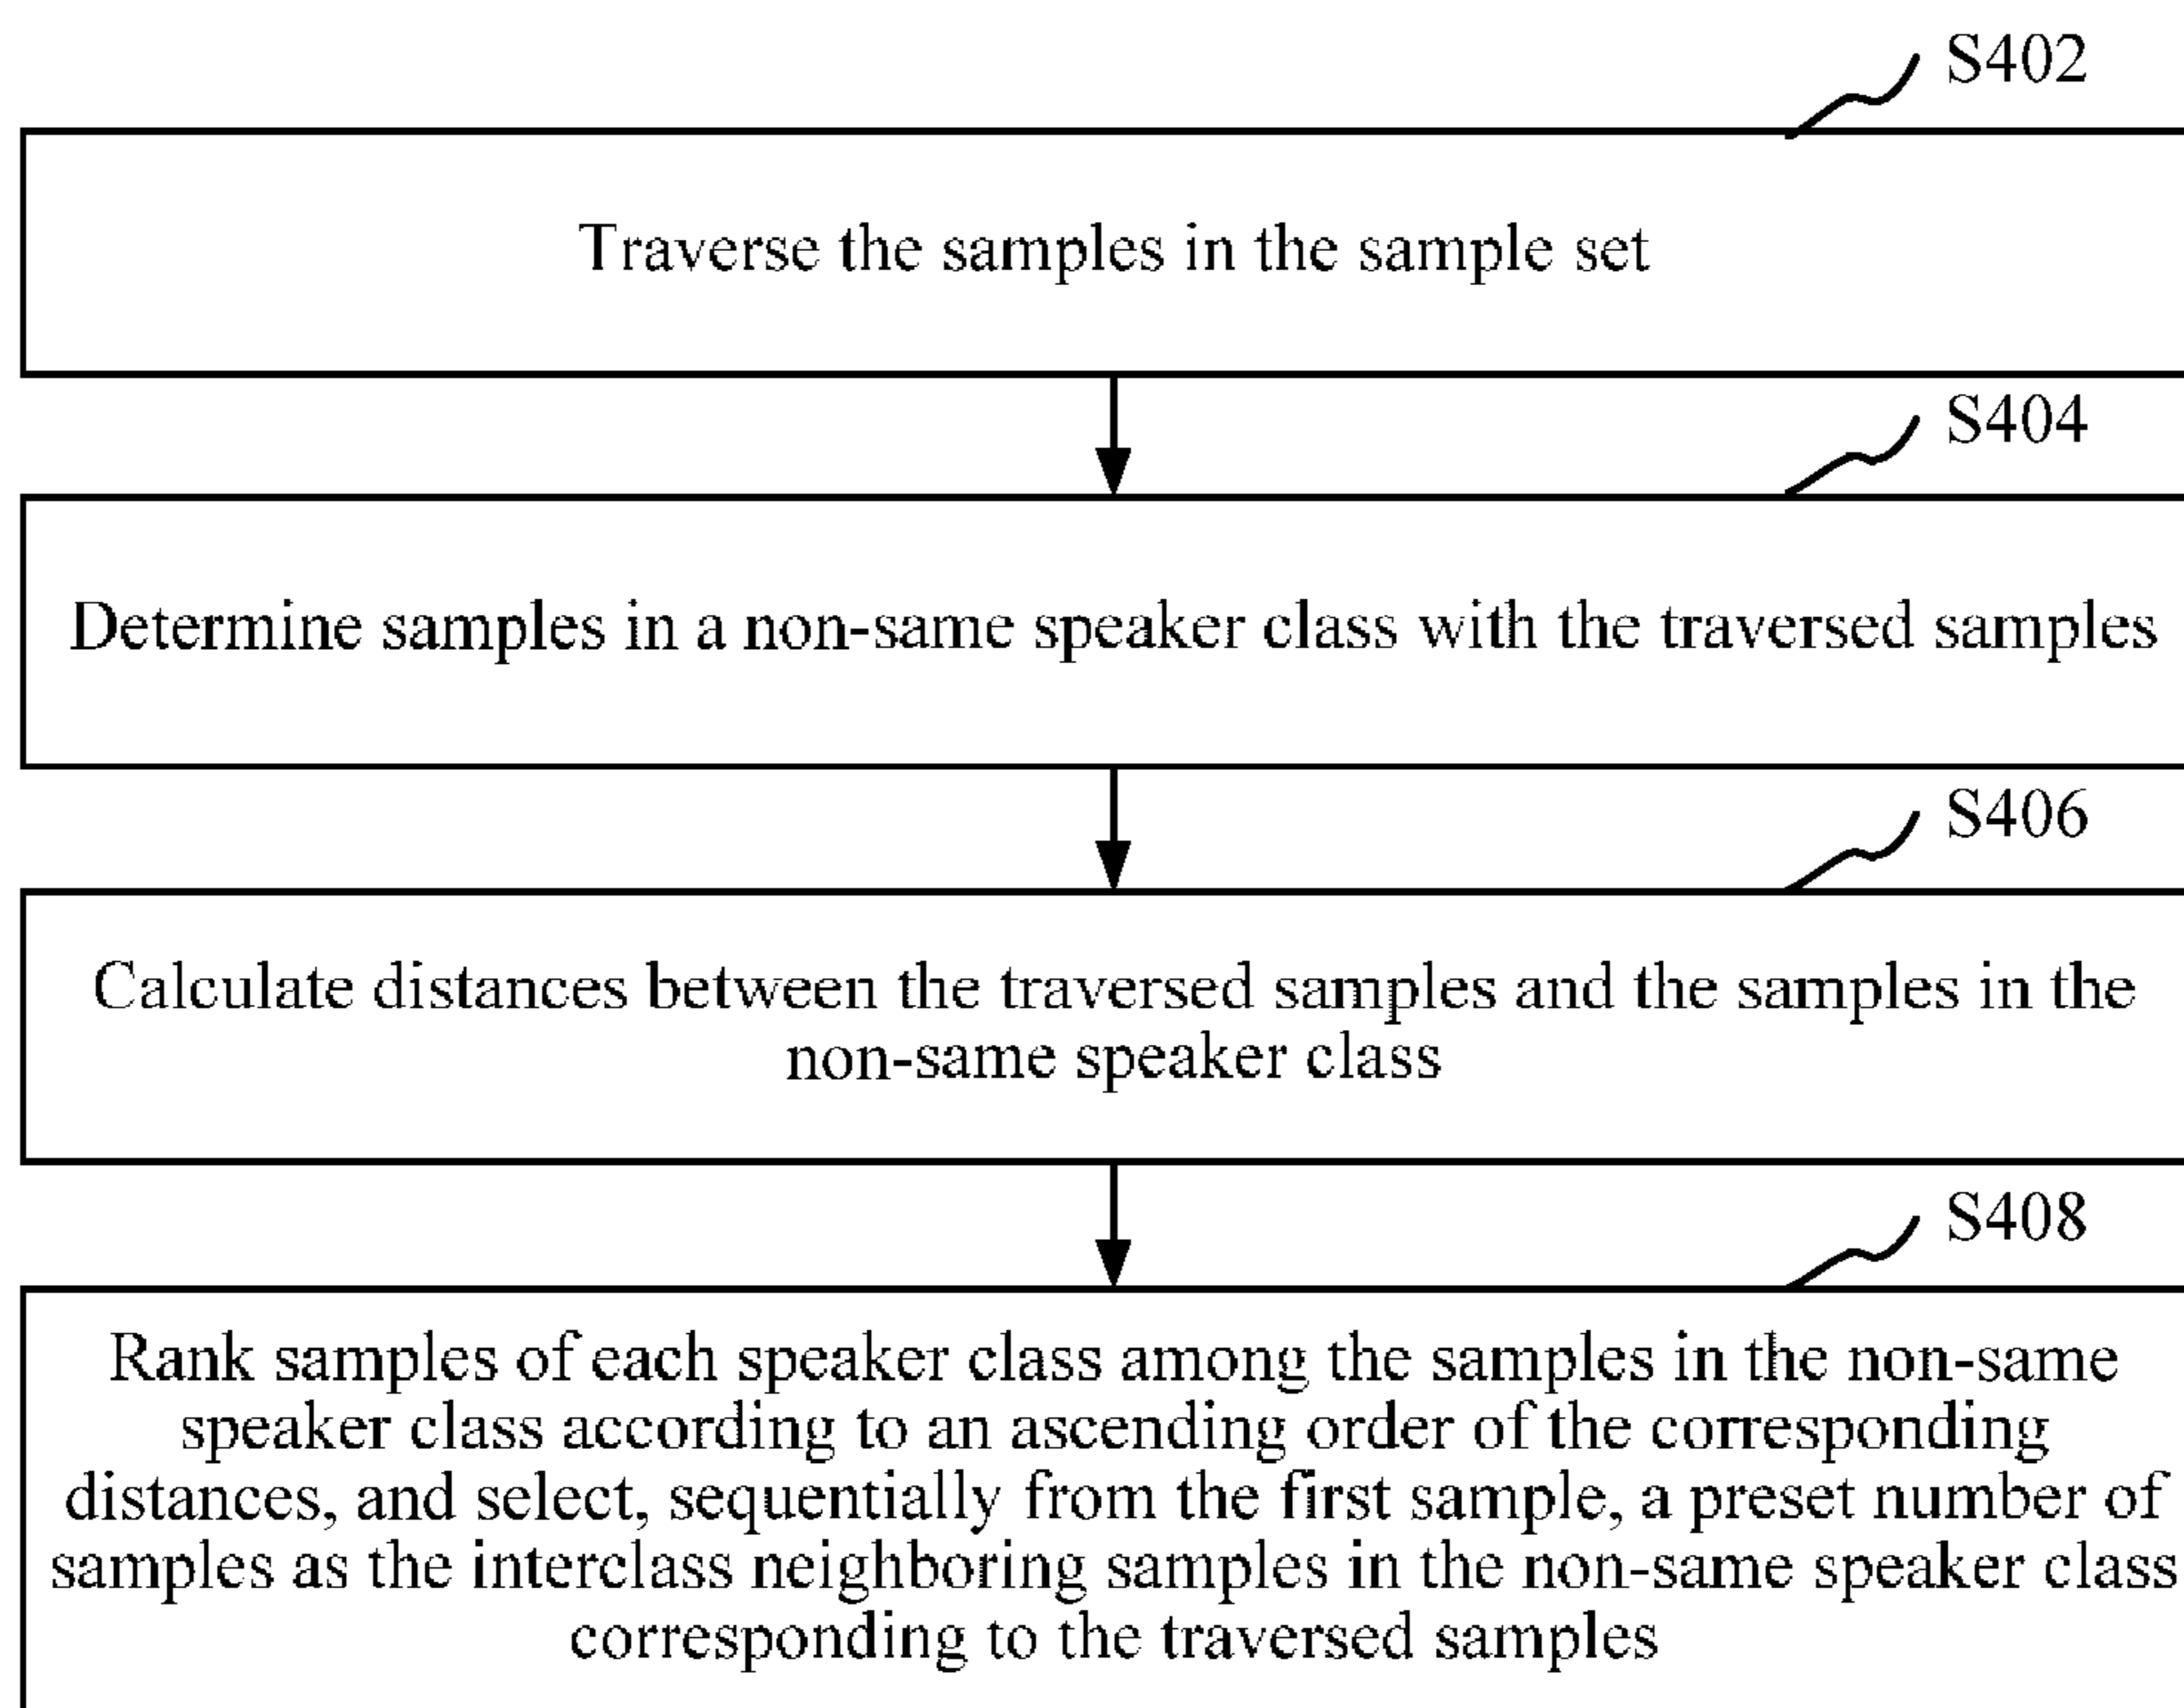 S402
Traverse the samples in the sample set
S404
Determine samples in a non-same speaker class with the traversed samples
S406
Calculate distances between the traversed samples and the samples in the
non-same speaker class
S408
Rank samples of each speaker class among the samples in the non-same
speaker class according to an ascending order of the corresponding
distances, and select, sequentially from the first sample, a preset number of
samples as the interclass neighboring samples in the non-same speaker class
corresponding to the traversed samples